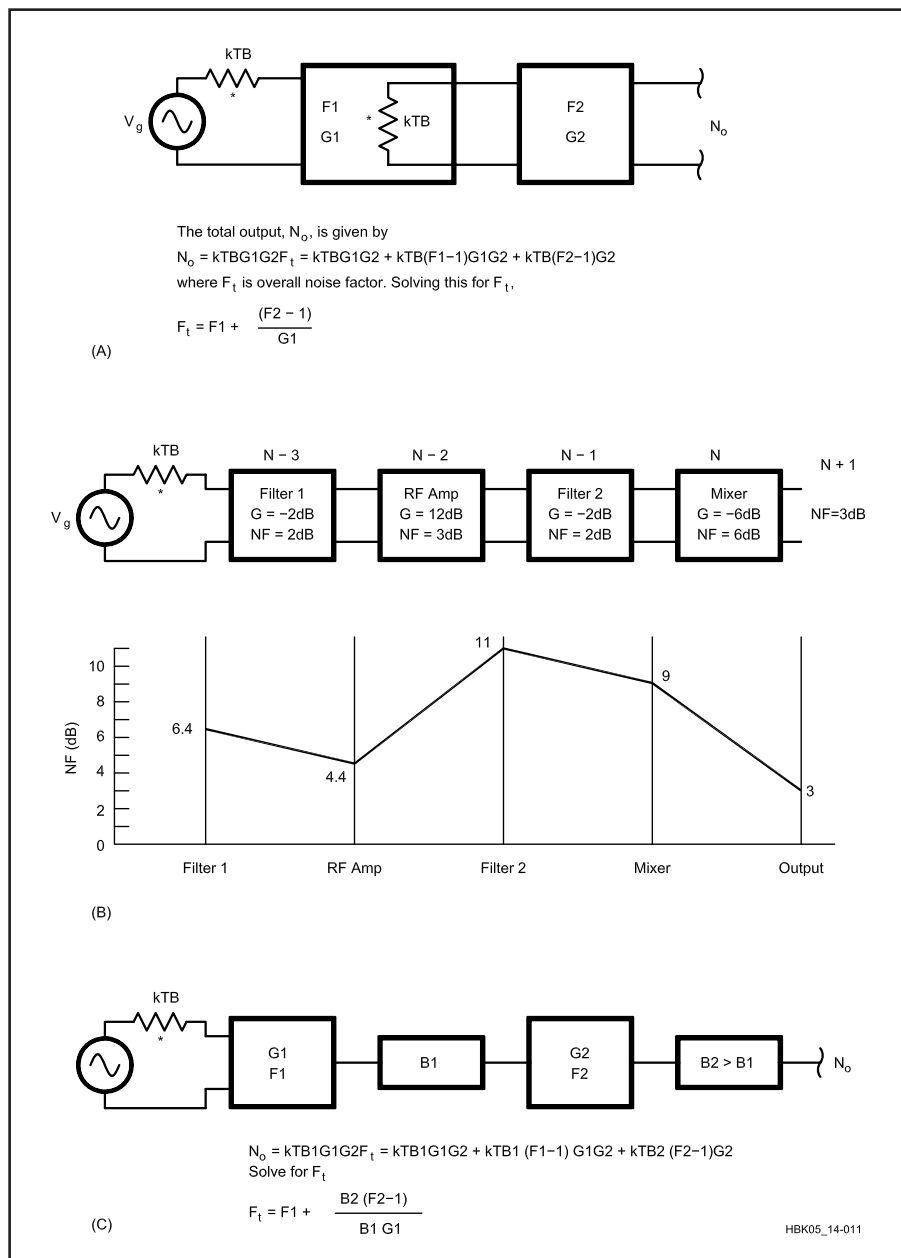 kTB
*
V g
F1
G1
* kTB
F2
G2
N o
The total output, N o, is given by
N o = kTBG1G2F t = kTBG1G2 + kTB(F1−1)G1G2 + kTB(F2−1)G2
where F t is overall noise factor. Solving this for F t,
F t = F1 + (F2 − 1)
G1
(A)
kTB
*
V g
N − 3
N − 2
N − 1
N
N + 1
Filter 1
G = −2dB
NF = 2dB
RF Amp
G = 12dB
NF = 3dB
Filter 2
G = −2dB
NF = 2dB
Mixer
G = −6dB
NF = 6dB
NF=3dB
NF (dB)
10
8
6
4
2
0
6.4
4.4
11
9
3
Filter 1
RF Amp
Filter 2
Mixer
Output
(B)
kTB
*
G1
F1
B1
G2
F2
B2 > B1
N o
N o = kTB1G1G2F t = kTB1G1G2 + kTB1 (F1−1) G1G2 + kTB2 (F2−1)G2
Solve for F t
F t = F1 + B2 (F2−1)
B1 G1
(C)
HBK05_14-011